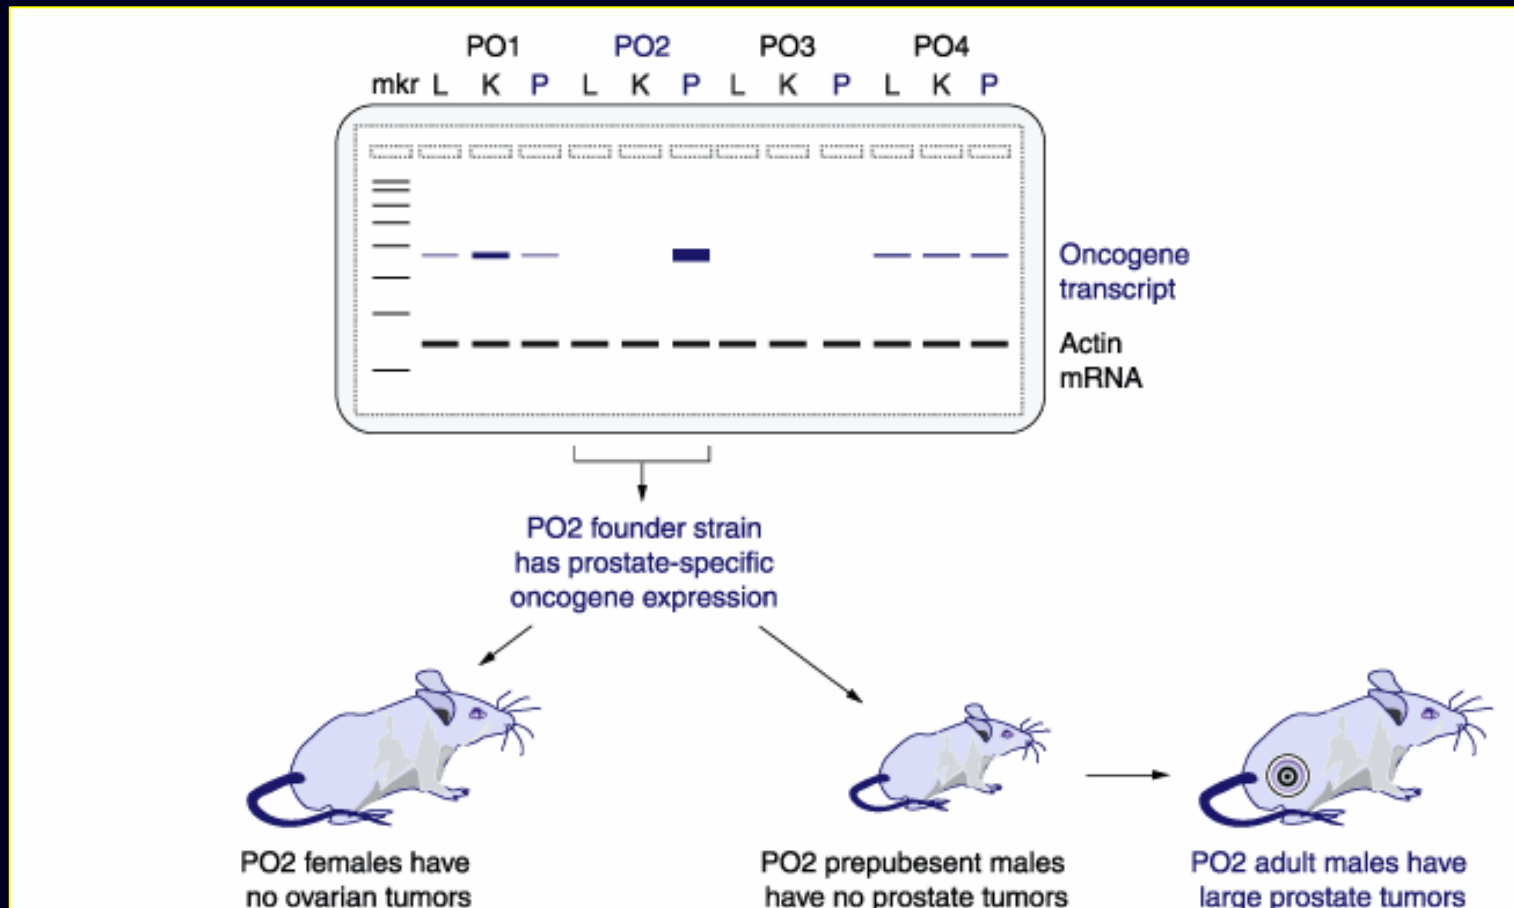 PO1 PO2 PO3 PO4
mkr L K P L K P L K P L K P
Oncogene
transcript
Actin
mRNA
PO2 founder strain
has prostate-specific
oncogene expression
PO2 females have
no ovarian tumors
PO2 prepubesent males
have no prostate tumors
PO2 adult males have
large prostate tumors